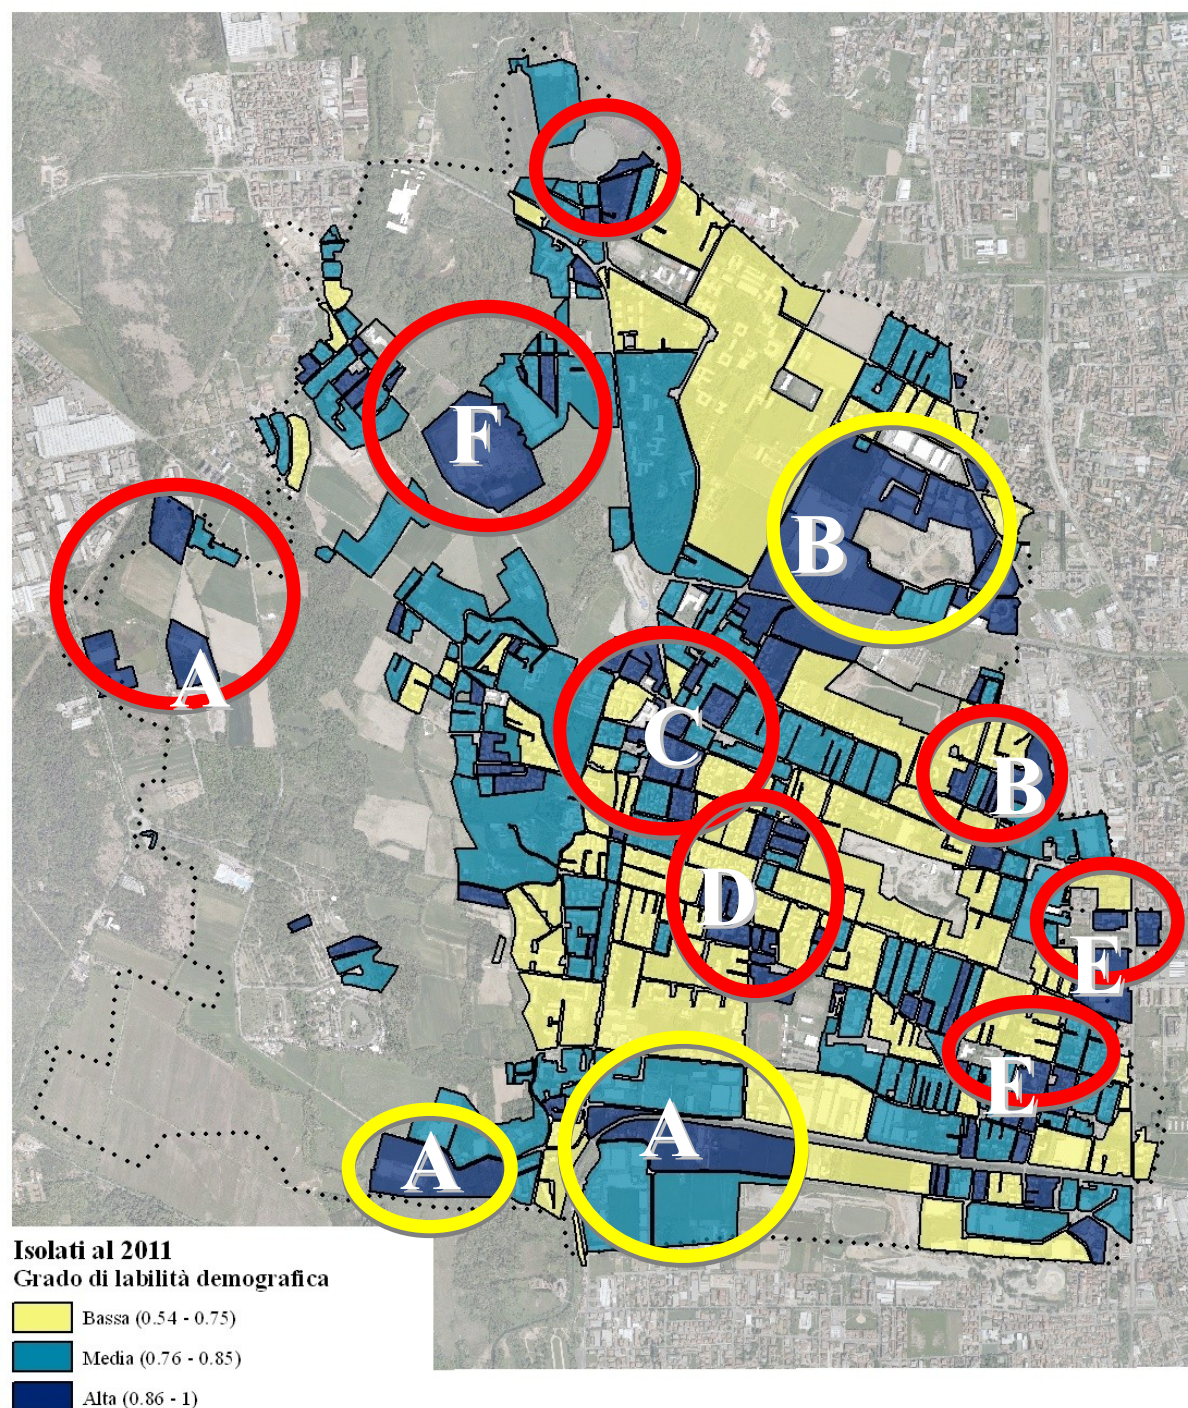 F
B
A
C
B
D
E
E
A
A
Isolati al 2011
Grado di labilità demografica
Bassa (0.54 - 0.75)
Media (0.76 - 0.85)
Alta (0.86 - 1)